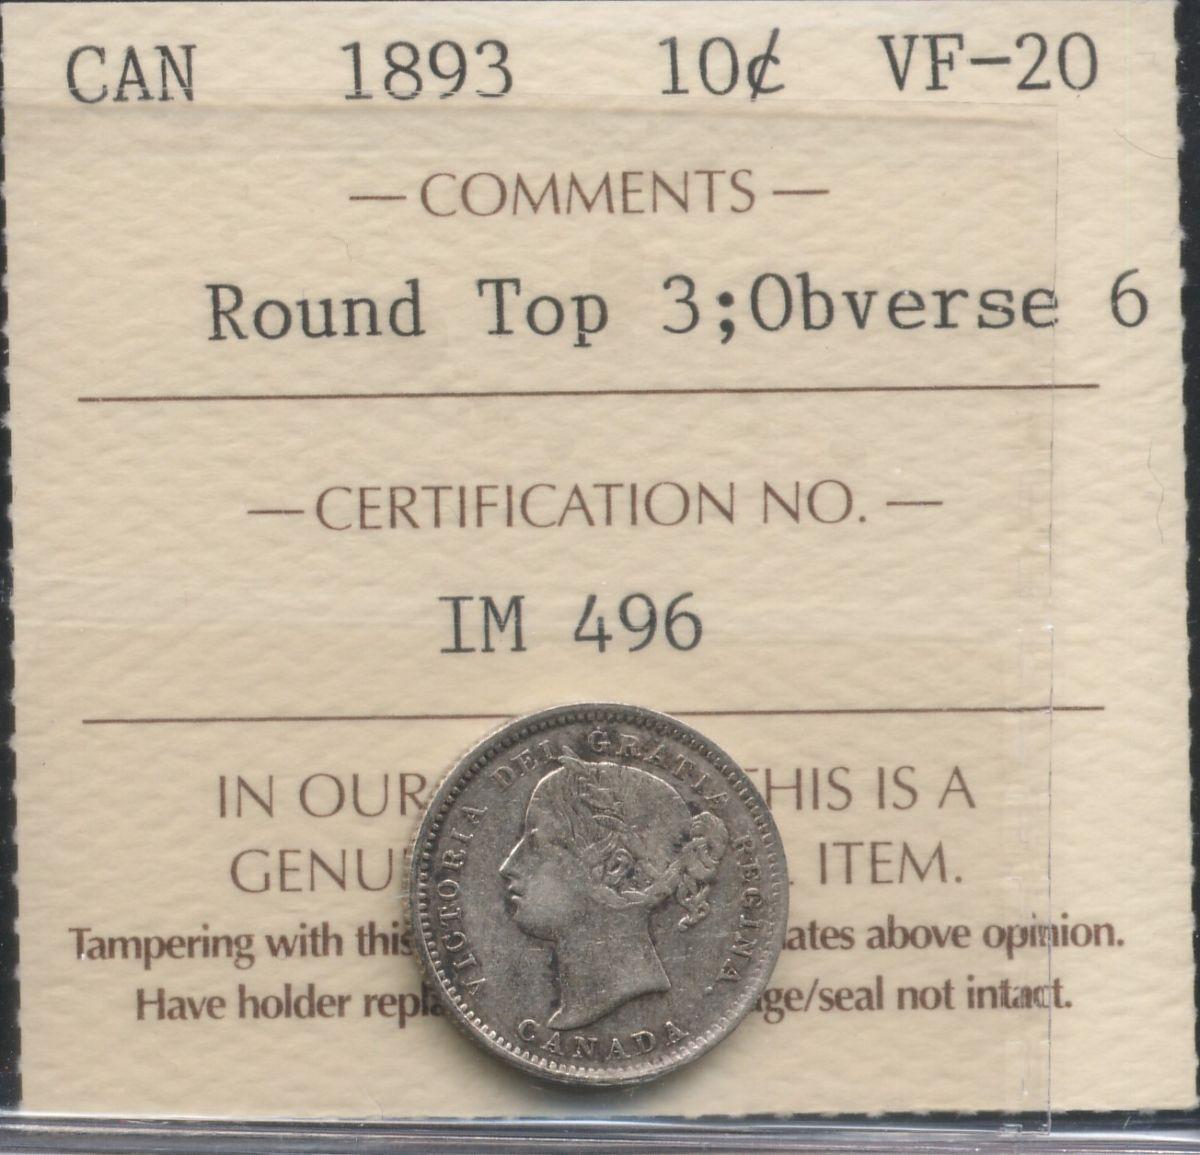 CAN 1893 10¢ VF-20
— COMMENTS —
Round Top 3;Obverse 6
— CERTIFICATION NO. —
IM 496
IN OUR THIS IS A
GENU ITEM.
Tampering with this ates above opinion.
Have holder repla ge/seal not intact.
VICTORIA DEI GRATIA REGINA.
CANADA